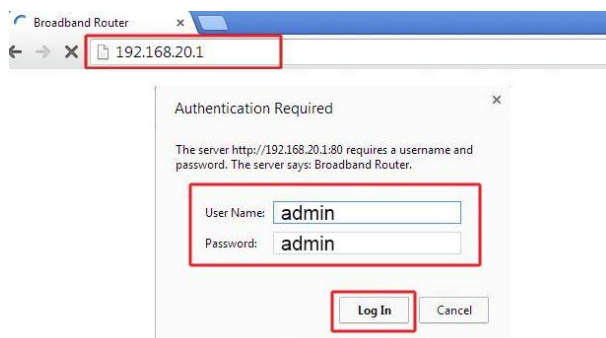 Broadband Router
192.168.20.1
Authentication Required
The server http://192.168.20.1:80 requires a username and
password. The server says: Broadband Router.
User Name: admin
Password: admin
Log In Cancel